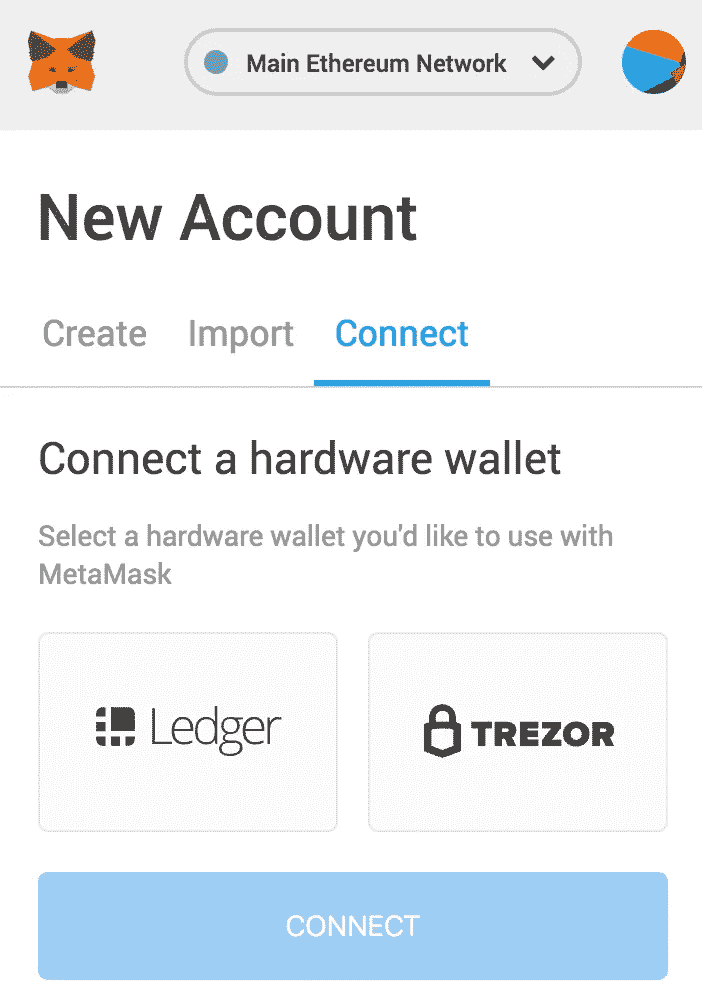 Main Ethereum Network
New Account
Create Import Connect
Connect a hardware wallet
Select a hardware wallet you'd like to use with
MetaMask
Ledger TREZOR
CONNECT